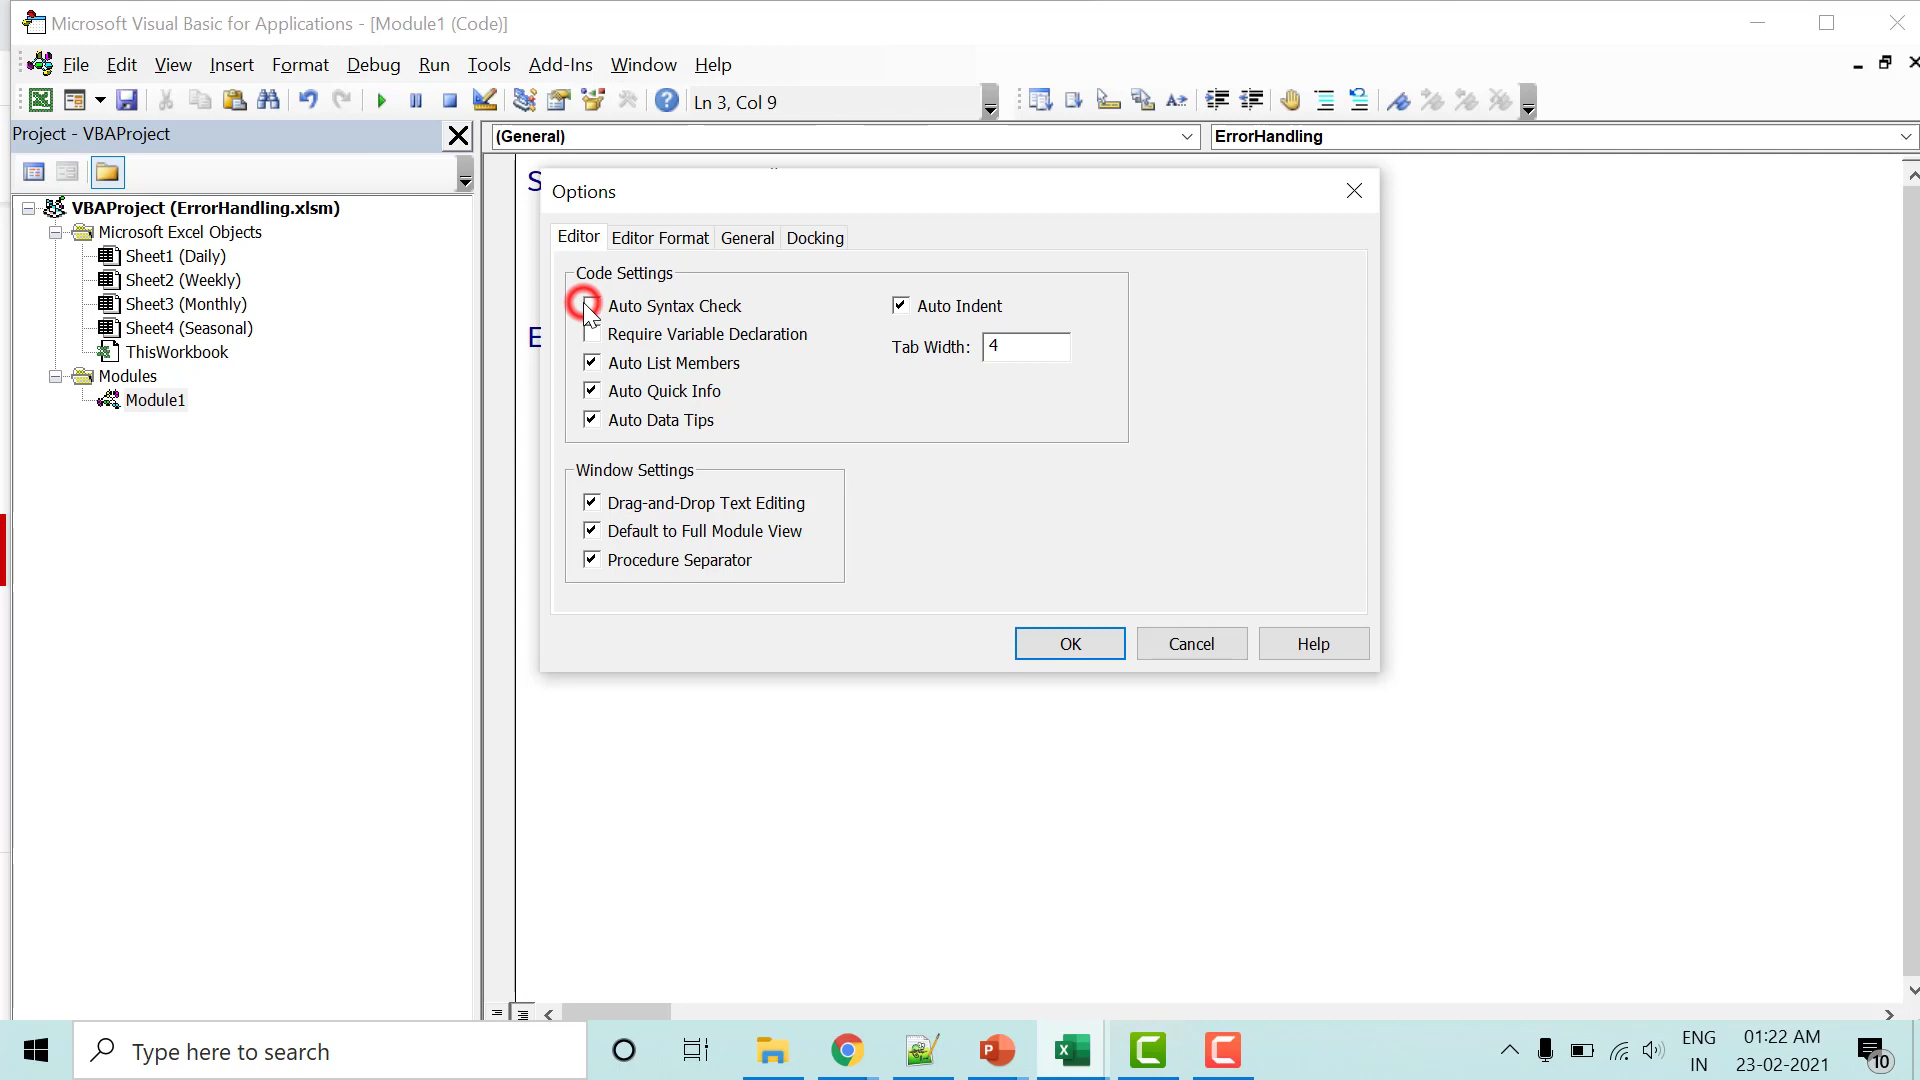 Microsoft Visual Basic for Applications - [Module1 (Code)]
File Edit View Insert Format Debug Run Tools Add-Ins Window Help
Ln 3, Col 9
Project - VBAProject
(General)
ErrorHandling
VBAProject (ErrorHandling.xlsm)
Microsoft Excel Objects
Sheet1 (Daily)
Sheet2 (Weekly)
Sheet3 (Monthly)
Sheet4 (Seasonal)
ThisWorkbook
Modules
Module1
S
E
Options
Editor Editor Format General Docking
Code Settings
Auto Syntax Check
Require Variable Declaration
Auto List Members
Auto Quick Info
Auto Data Tips
Auto Indent
Tab Width: 4
Window Settings
Drag-and-Drop Text Editing
Default to Full Module View
Procedure Separator
OK Cancel Help
Type here to search
ENG
IN
01:22 AM
23-02-2021
10